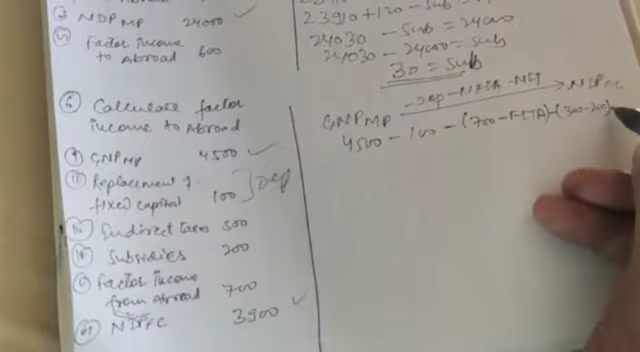 NDPMP 24000 ✓
Factor income
to Abroad 600
23910 + 120 - Sub =
24030 - Sub = 24000
24030 - 24000 = Sub
30 = Sub
Calculate factor
income to Abroad
GNPMP 4500 ✓
Replacement of
fixed capital 100 Dep
Indirect taxes 300
Subsidies 200
Factor income
from Abroad 700
NDPFC 3900 ✓
GNPMP -Dep-NFIA-NIT NDPFC
4500 - 100 - (700 - FITA) - (300 - 200)